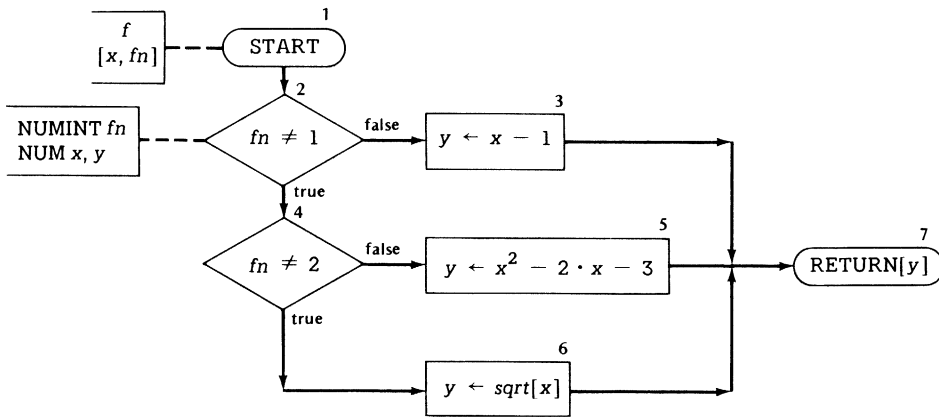 1
f
[x, fn]
START
2
NUMINT fn
NUM x, y
fn ≠ 1
false
3
y ← x − 1
true
4
fn ≠ 2
false
5
y ← x² − 2 · x − 3
7
RETURN[y]
true
6
y ← sqrt[x]